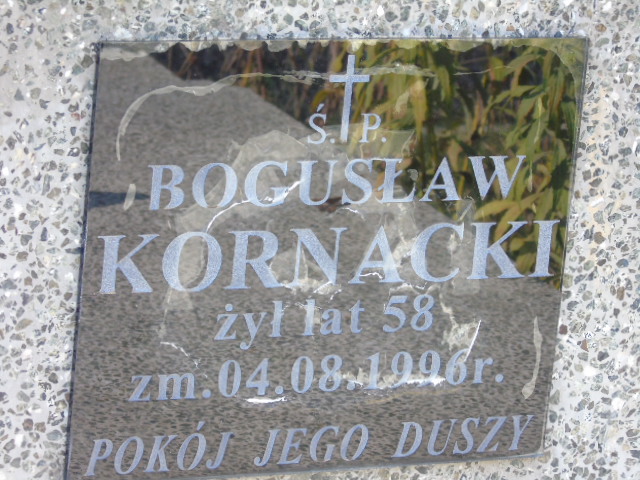 Ś. P.
BOGUSŁAW
KORNACKI
żył lat 58
zm.04.08.1996r.
POKÓJ JEGO DUSZY